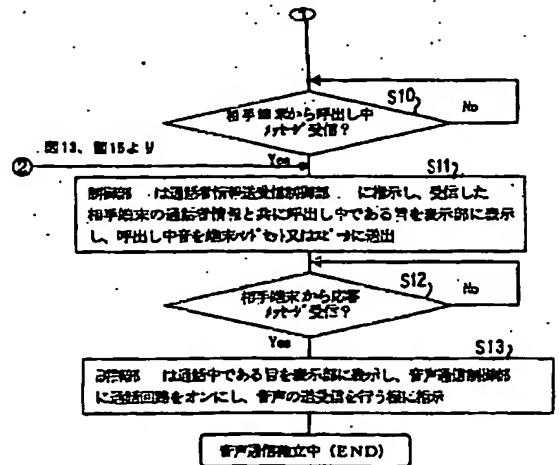 ①
相手端末から呼出し中
メッセージ受信?
S10
No
図13、図15より
②
Yes
S11
制御部 は通話者情報送受信制御部 に指示し、受信した
相手端末の通話者情報と共に呼出し中である旨を表示部に表示
し、呼出し中音を端末ハンドセット又はスピーカに送出
S12
相手端末から応答
メッセージ受信?
No
Yes
S13
制御部 は通話中である旨を表示部に表示し、音声通信制御部
に通話回路をオンにし、音声の送受信を行う様に指示
音声通信確立中 (END)